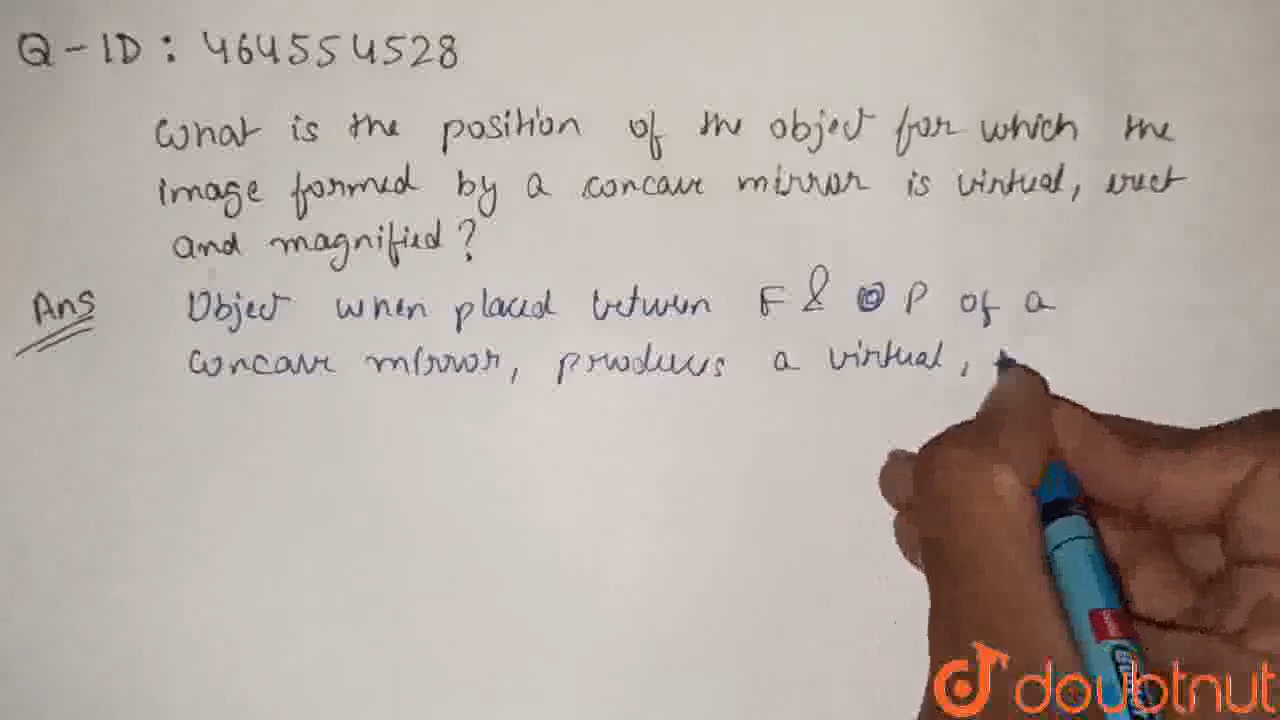 Q - ID : 464554528
What is the position of the object for which the
image formed by a concave mirror is virtual, erect
and magnified?
Ans Object when placed between F & P of a
concave mirror, produces a virtual,
doubtnut